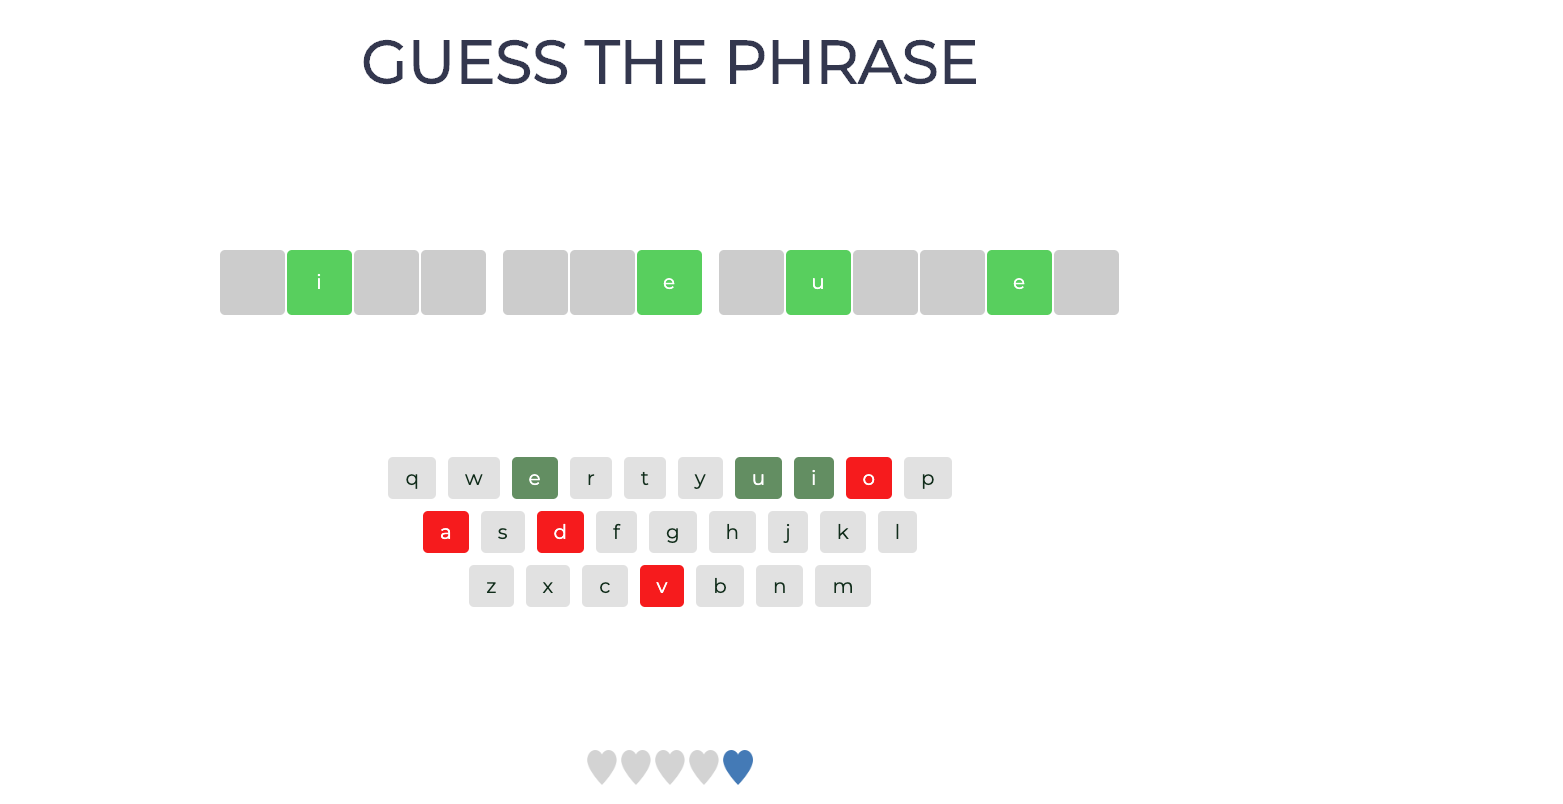 GUESS THE PHRASE
i e u e
q w e r t y u i o p
a s d f g h j k l
z x c v b n m